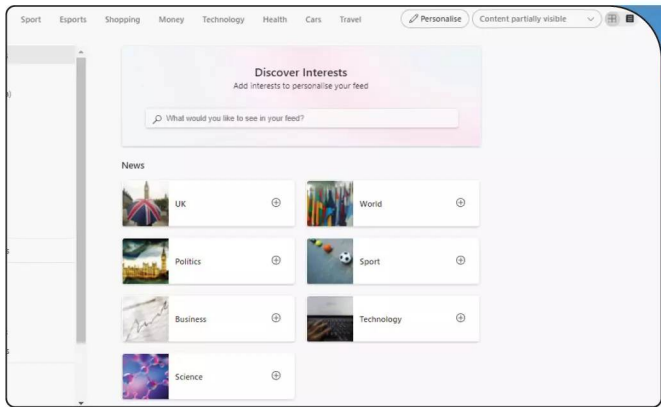 Sport Esports Shopping Money Technology Health Cars Travel Personalise Content partially visible
Discover Interests
Add interests to personalise your feed
What would you like to see in your feed?
News
UK World
Politics Sport
Business Technology
Science